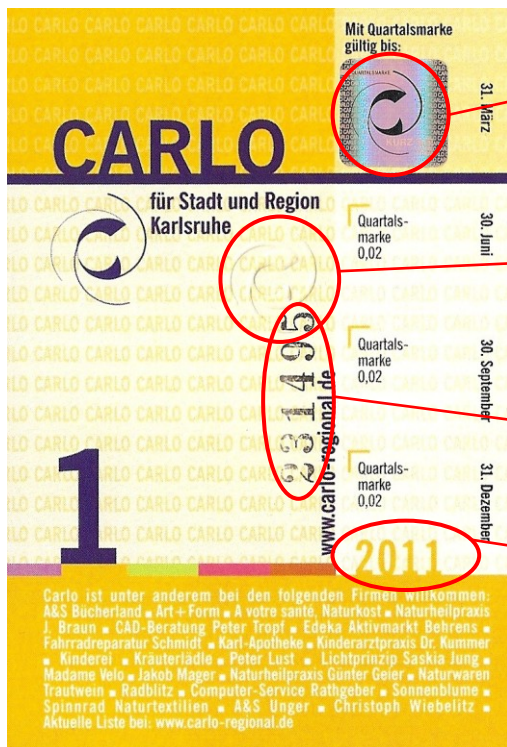 Mit Quartalsmarke
gültig bis:
QUARTALSMARKE
KURZ
31. März
CARLO
für Stadt und Region
Karlsruhe
Quartals-
marke
0,02
30. Juni
Quartals-
marke
0,02
30. September
231495
www.carlo-regional.de
1
Quartals-
marke
0,02
31. Dezember
2011
Carlo ist unter anderem bei den folgenden Firmen willkommen:
A&S Bücherland ■ Art+Form ■ A votre santé, Naturkost ■ Naturheilpraxis
J. Braun ■ CAD-Beratung Peter Tropf ■ Edeka Aktivmarkt Behrens ■
Fahrradreparatur Schmidt ■ Karl-Apotheke ■ Kinderarztpraxis Dr. Kummer
■ Kinderei ■ Kräuterlädle ■ Peter Lust ■ Lichtprinzip Saskia Jung ■
Madame Velo ■ Jakob Mager ■ Naturheilpraxis Günter Geier ■ Naturwaren
Trautwein ■ Radblitz ■ Computer-Service Rathgeber ■ Sonnenblume ■
Spinnrad Naturtextilien ■ A&S Unger ■ Christoph Wiebelitz ■
Aktuelle Liste bei: www.carlo-regional.de